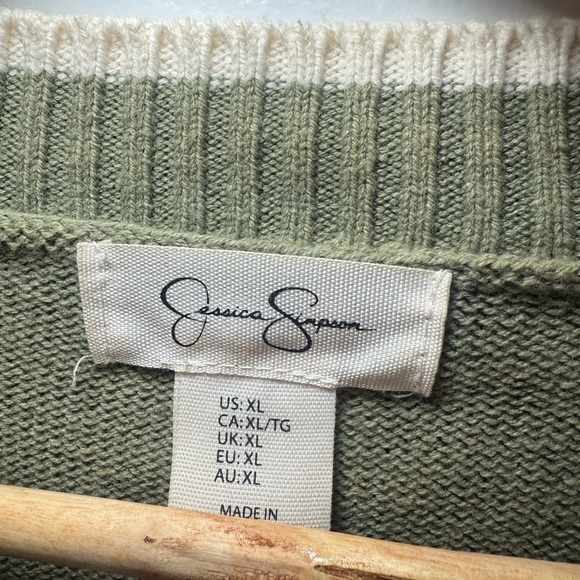 Jessica Simpson
US: XL
CA: XL/TG
UK: XL
EU: XL
AU: XL
MADE IN